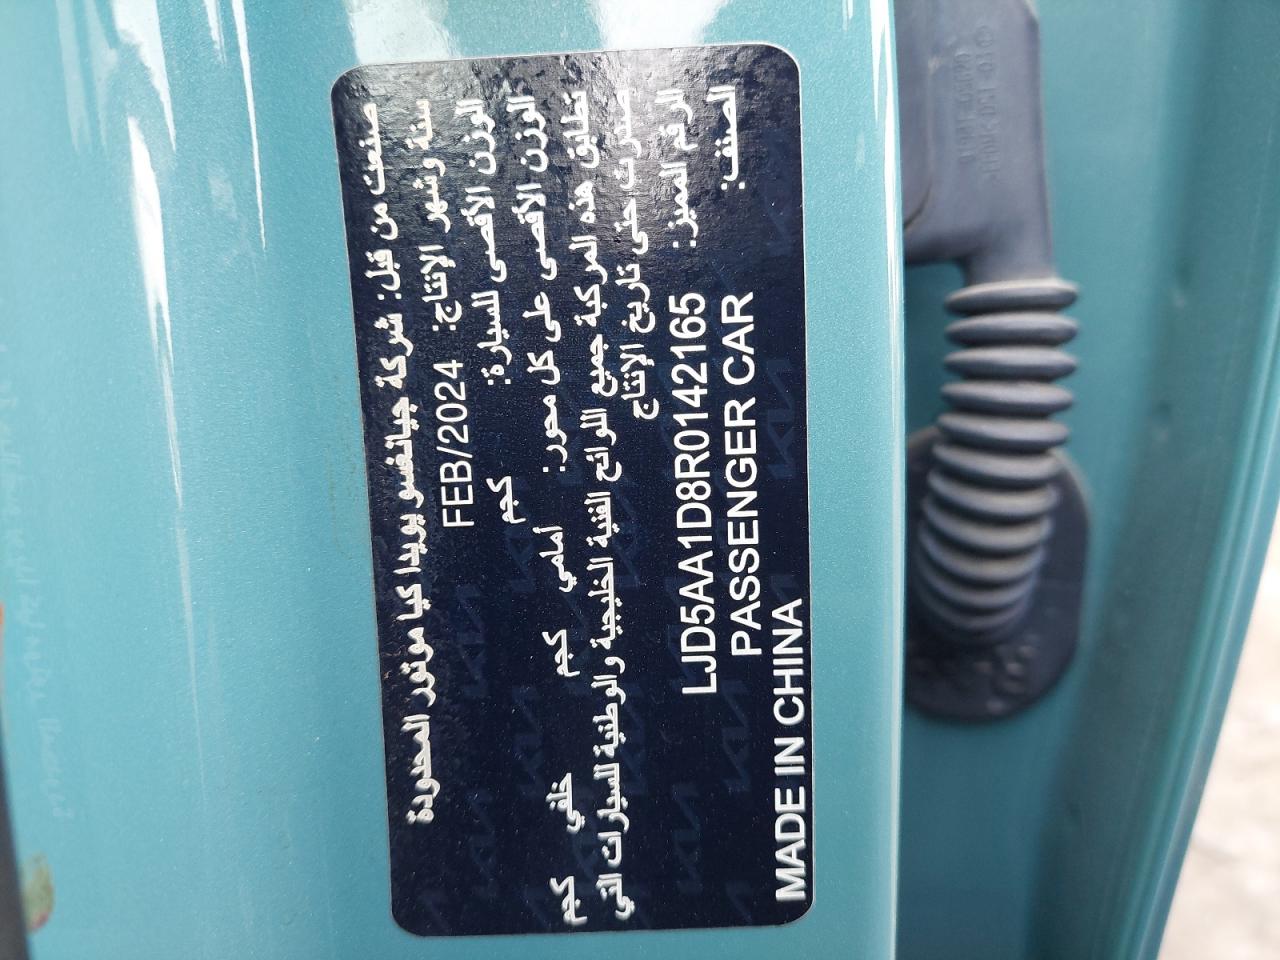 صنعت من قبل: شركة جيانغسو يويدا كيا موتور المحدودة
سنة وشهر الإنتاج: FEB/2024
الوزن الأقصى للسيارة: كجم
الوزن الأقصى على كل محور: أمامي كجم خلفي كجم
تطابق هذه المركبة جميع اللوائح الفنية الخليجية والوطنية للسيارات التي
صدرت حتى تاريخ الإنتاج
الرقم المميز: LJD5AA1D8R0142165
الصنف: PASSENGER CAR
MADE IN CHINA